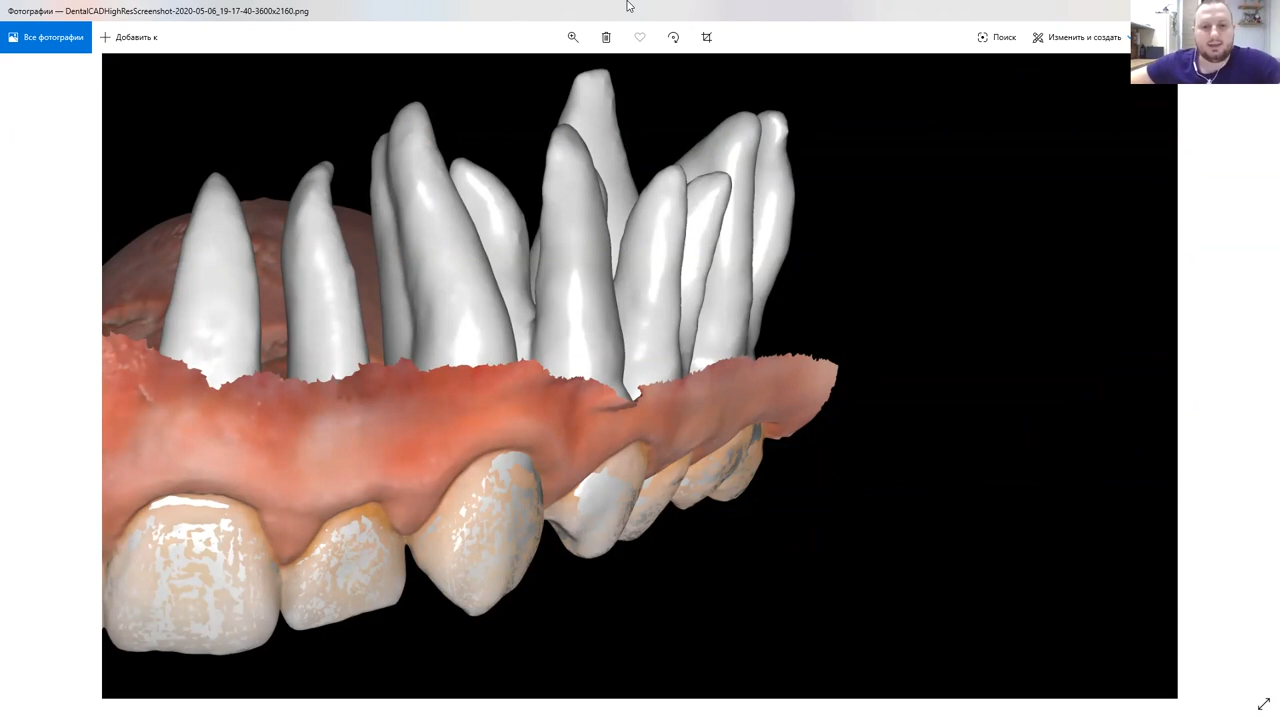 Фотографии — DentalCADHighResScreenshot-2020-05-06_19-17-40-3600x2160.png
Все фотографии
Добавить к
Поиск
Изменить и создать